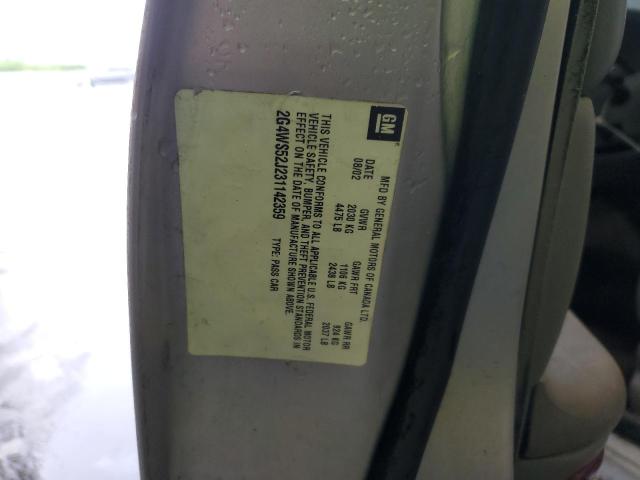 GM
MFD BY GENERAL MOTORS OF CANADA LTD.
DATE GVWR GAWR FRT GAWR RR
08/02 2030 KG 1106 KG 924 KG
4475 LB 2438 LB 2037 LB
THIS VEHICLE CONFORMS TO ALL APPLICABLE U.S. FEDERAL MOTOR
VEHICLE SAFETY, BUMPER, AND THEFT PREVENTION STANDARDS IN
EFFECT ON THE DATE OF MANUFACTURE SHOWN ABOVE.
2G4WS52J231142359 TYPE: PASS CAR